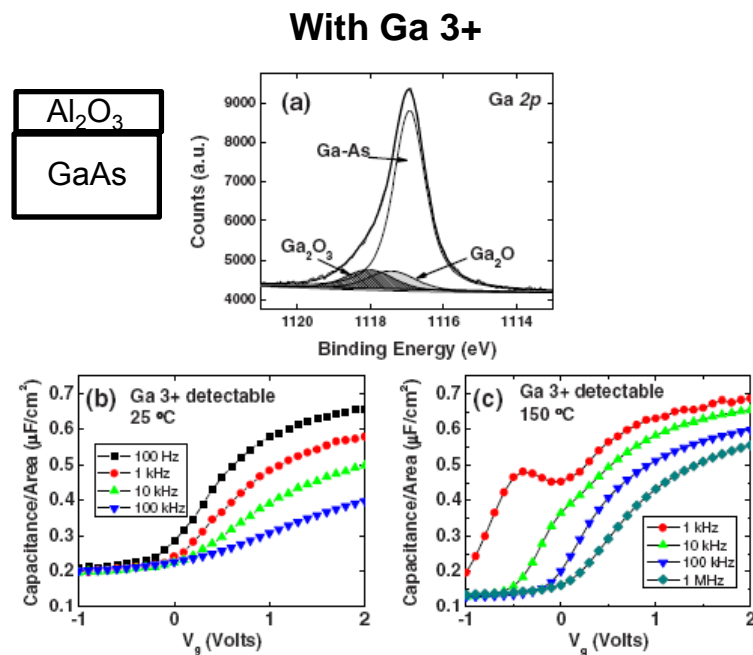 With Ga 3+
Al₂O₃
GaAs
(a)
Ga 2p
Ga-As
Ga₂O₃
Ga₂O
Counts (a.u.)
9000
8000
7000
6000
5000
4000
1120
1118
1116
1114
Binding Energy (eV)
(b)
Ga 3+ detectable
25 ºC
100 Hz
1 kHz
10 kHz
100 kHz
Capacitance/Area (μF/cm²)
0.7
0.6
0.5
0.4
0.3
0.2
0.1
-1
0
1
2
V_g (Volts)
(c)
Ga 3+ detectable
150 ºC
1 kHz
10 kHz
100 kHz
1 MHz
Capacitance/Area (μF/cm²)
0.7
0.6
0.5
0.4
0.3
0.2
0.1
-1
0
1
2
V_g (Volts)